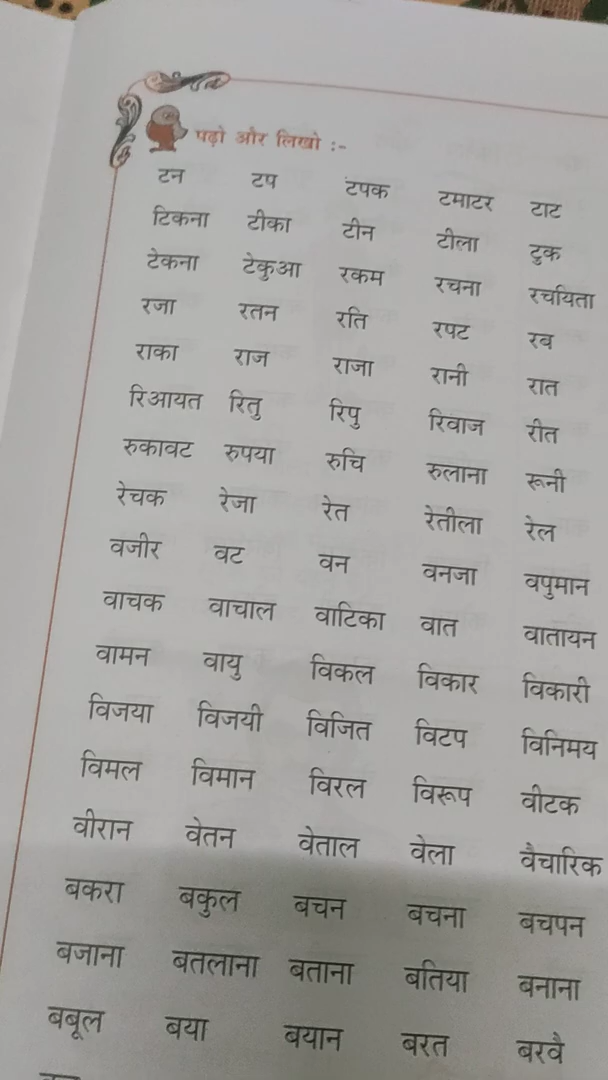 पढ़ो और लिखो :-
टन टप टपक टमाटर टाट
टिकना टीका टीन टीला टुक
टेकना टेकुआ रकम रचना रचयिता
रजा रतन रति रपट रब
राका राज राजा रानी रात
रिआयत रितु रिपु रिवाज रीत
रुकावट रुपया रुचि रुलाना रूनी
रेचक रेजा रेत रेतीला रेल
वजीर वट वन वनजा वपुमान
वाचक वाचाल वाटिका वात वातायन
वामन वायु विकल विकार विकारी
विजया विजयी विजित विटप विनिमय
विमल विमान विरल विरूप वीटक
वीरान वेतन वेताल वेला वैचारिक
बकरा बकुल बचन बचना बचपन
बजाना बतलाना बताना बतिया बनाना
बबूल बया बयान बरत बरवै